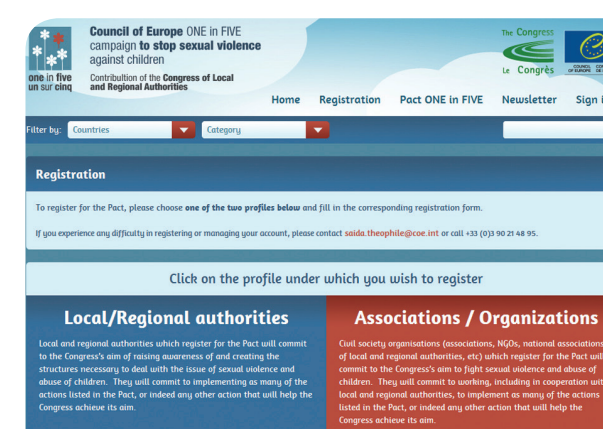 Council of Europe ONE in FIVE
campaign to stop sexual violence
against children
Contribultion of the Congress of Local
and Regional Authorities
one in five
un sur cinq
The Congress
Le Congrès
Home Registration Pact ONE in FIVE Newsletter Sign i
Filter by: Countries Category
Registration
To register for the Pact, please choose one of the two profiles below and fill in the corresponding registration form.
If you experience any difficulty in registering or managing your account, please contact saida.theophile@coe.int or call +33 (0)3 90 21 48 95.
Click on the profile under which you wish to register
Local/Regional authorities
Local and regional authorities which register for the Pact will commit
to the Congress's aim of raising awareness of and creating the
structures necessary to deal with the issue of sexual violence and
abuse of children. They will commit to implementing as many of the
actions listed in the Pact, or indeed any other action that will help the
Congress achieve its aim.
Associations / Organizations
Civil society organisations (associations, NGOs, national associations
of local and regional authorities, etc) which register for the Pact will
commit to the Congress's aim to fight sexual violence and abuse of
children. They will commit to working, including in cooperation wit
local and regional authorities, to implement as many of the actions
listed in the Pact, or indeed any other action that will help the
Congress achieve its aim.